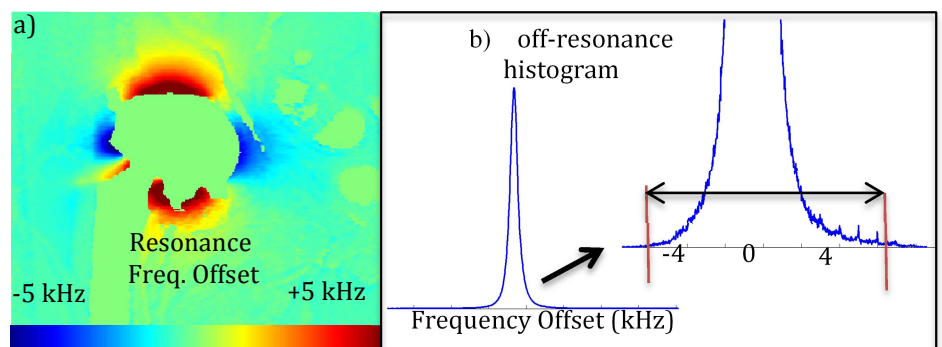 a)
Resonance
Freq. Offset
-5 kHz
+5 kHz
b) off-resonance
histogram
-4 0 4
Frequency Offset (kHz)